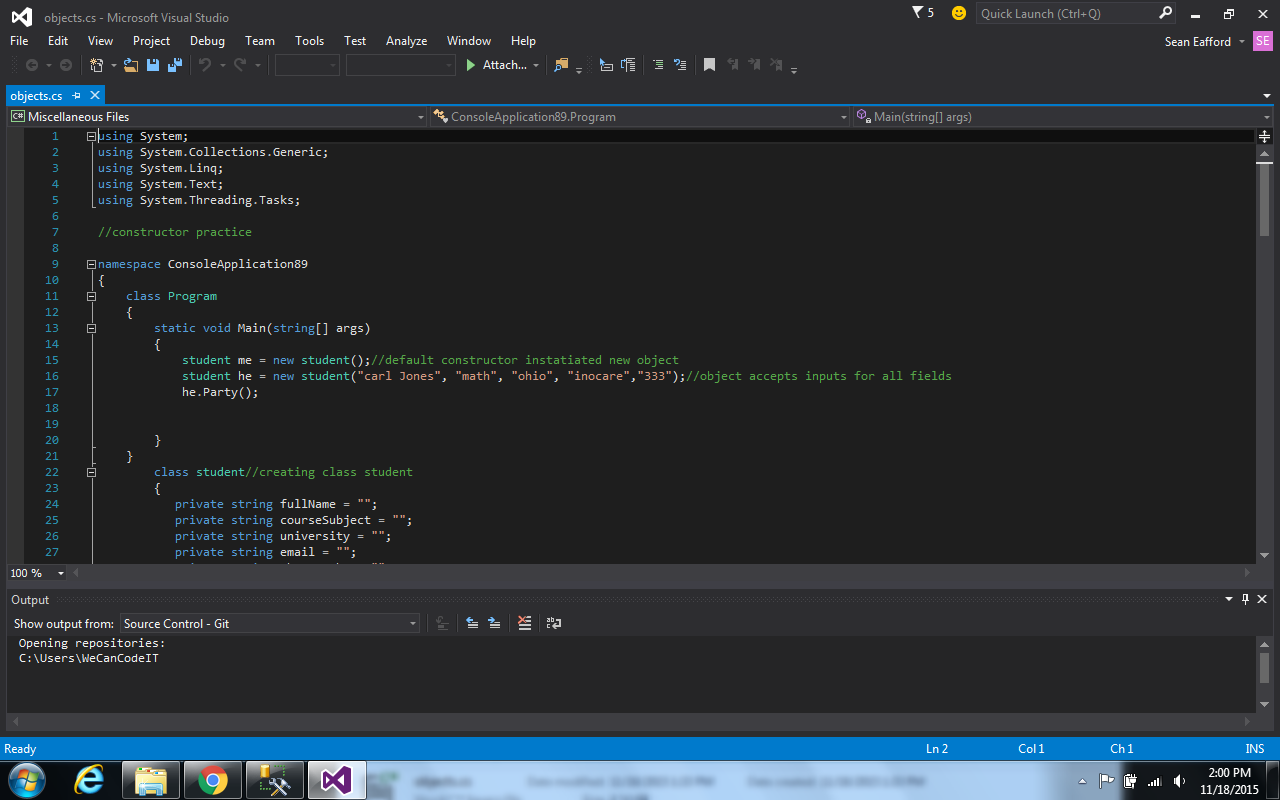 objects.cs - Microsoft Visual Studio
5
Quick Launch (Ctrl+Q)
File Edit View Project Debug Team Tools Test Analyze Window Help
Sean Eafford
SE
Attach...
objects.cs
C# Miscellaneous Files
ConsoleApplication89.Program
Main(string[] args)
1 using System;
2 using System.Collections.Generic;
3 using System.Linq;
4 using System.Text;
5 using System.Threading.Tasks;
6
7 //constructor practice
8
9 namespace ConsoleApplication89
10 {
11 class Program
12 {
13 static void Main(string[] args)
14 {
15 student me = new student();//default constructor instatiated new object
16 student he = new student("carl Jones", "math", "ohio", "inocare","333");//object accepts inputs for all fields
17 he.Party();
18
19
20 }
21 }
22 class student//creating class student
23 {
24 private string fullName = "";
25 private string courseSubject = "";
26 private string university = "";
27 private string email = "";
100 %
Output
Show output from: Source Control - Git
Opening repositories:
C:\Users\WeCanCodeIT
Ready
Ln 2
Col 1
Ch 1
INS
2:00 PM
11/18/2015